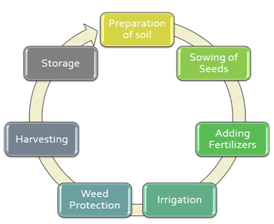 Preparation
of soil
Sowing of
Seeds
Adding
Fertilizers
Irrigation
Weed
Protection
Harvesting
Storage